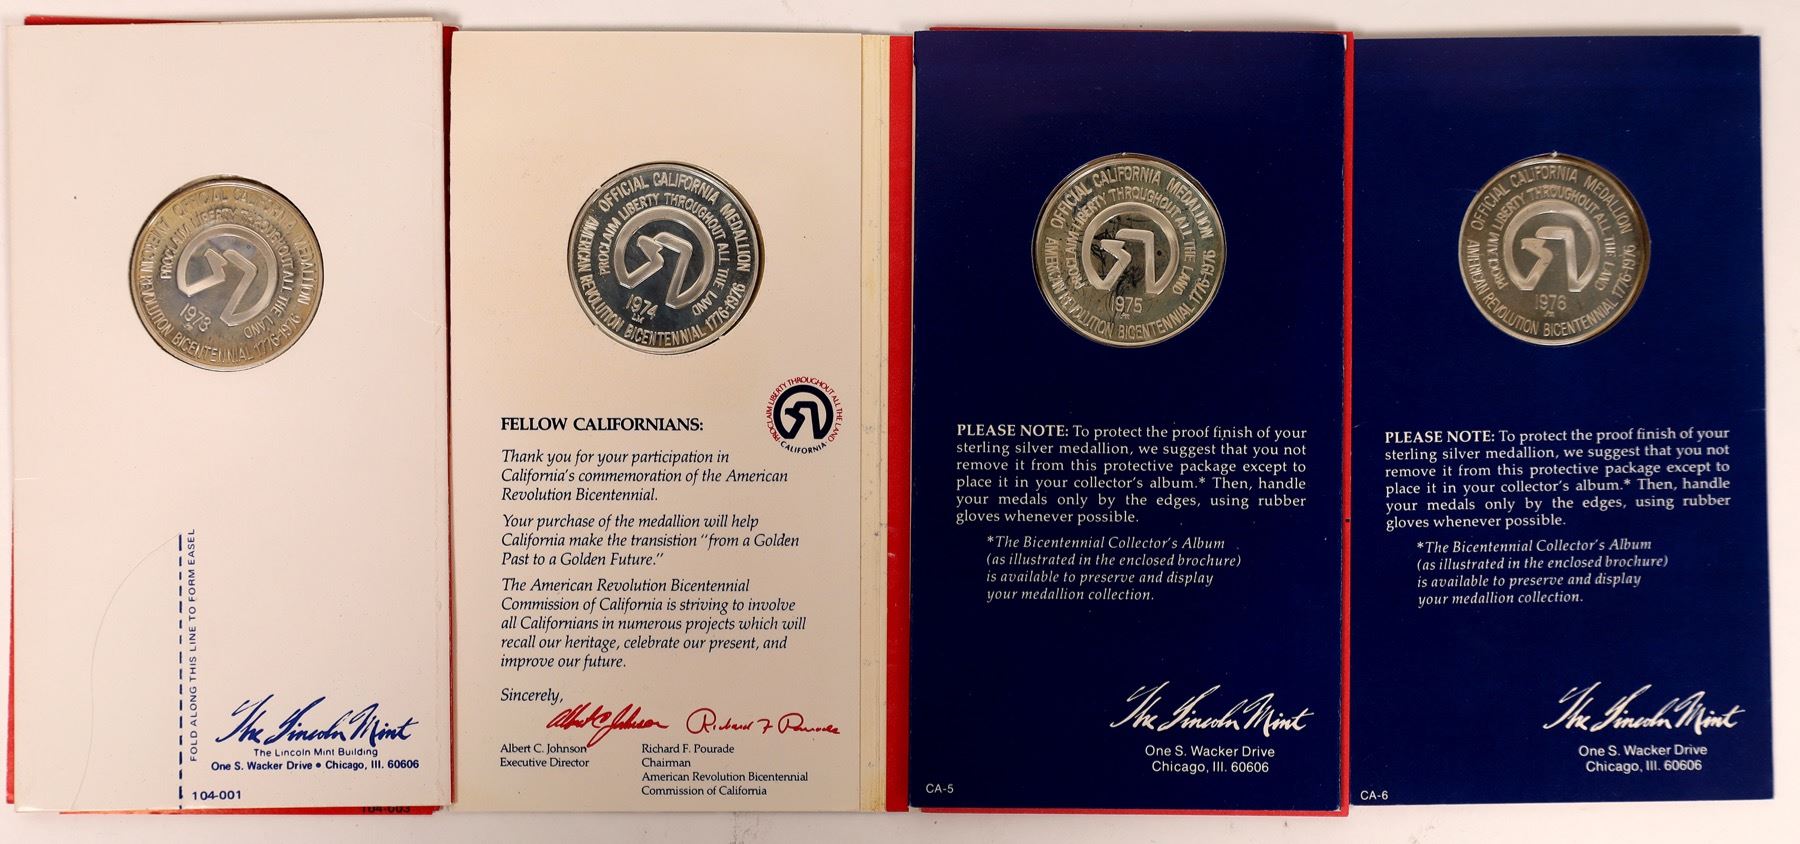 AMERICAN REVOLUTION BICENTENNIAL 1776-1976
OFFICIAL CALIFORNIA MEDALLION
PROCLAIM LIBERTY THROUGHOUT ALL THE LAND
1973
FOLD ALONG THIS LINE TO FORM EASEL
The Lincoln Mint
The Lincoln Mint Building
One S. Wacker Drive • Chicago, Ill. 60606
104-001
104-003
OFFICIAL CALIFORNIA MEDALLION
PROCLAIM LIBERTY THROUGHOUT ALL THE LAND
1974
AMERICAN REVOLUTION BICENTENNIAL 1776-1976
PROCLAIM LIBERTY THROUGHOUT ALL THE LAND
CALIFORNIA
FELLOW CALIFORNIANS:
Thank you for your participation in
California's commemoration of the American
Revolution Bicentennial.
Your purchase of the medallion will help
California make the transistion "from a Golden
Past to a Golden Future."
The American Revolution Bicentennial
Commission of California is striving to involve
all Californians in numerous projects which will
recall our heritage, celebrate our present, and
improve our future.
Sincerely,
Albert C. Johnson Richard F. Pourade
Albert C. Johnson
Executive Director
Richard F. Pourade
Chairman
American Revolution Bicentennial
Commission of California
OFFICIAL CALIFORNIA MEDALLION
PROCLAIM LIBERTY THROUGHOUT ALL THE LAND
1975
AMERICAN REVOLUTION BICENTENNIAL 1776-1976
PLEASE NOTE: To protect the proof finish of your
sterling silver medallion, we suggest that you not
remove it from this protective package except to
place it in your collector's album.* Then, handle
your medals only by the edges, using rubber
gloves whenever possible.
*The Bicentennial Collector's Album
(as illustrated in the enclosed brochure)
is available to preserve and display
your medallion collection.
The Lincoln Mint
One S. Wacker Drive
Chicago, Ill. 60606
CA-5
OFFICIAL CALIFORNIA MEDALLION
PROCLAIM LIBERTY THROUGHOUT ALL THE LAND
1976
AMERICAN REVOLUTION BICENTENNIAL 1776-1976
PLEASE NOTE: To protect the proof finish of your
sterling silver medallion, we suggest that you not
remove it from this protective package except to
place it in your collector's album.* Then, handle
your medals only by the edges, using rubber
gloves whenever possible.
*The Bicentennial Collector's Album
(as illustrated in the enclosed brochure)
is available to preserve and display
your medallion collection.
The Lincoln Mint
One S. Wacker Drive
Chicago, Ill. 60606
CA-6